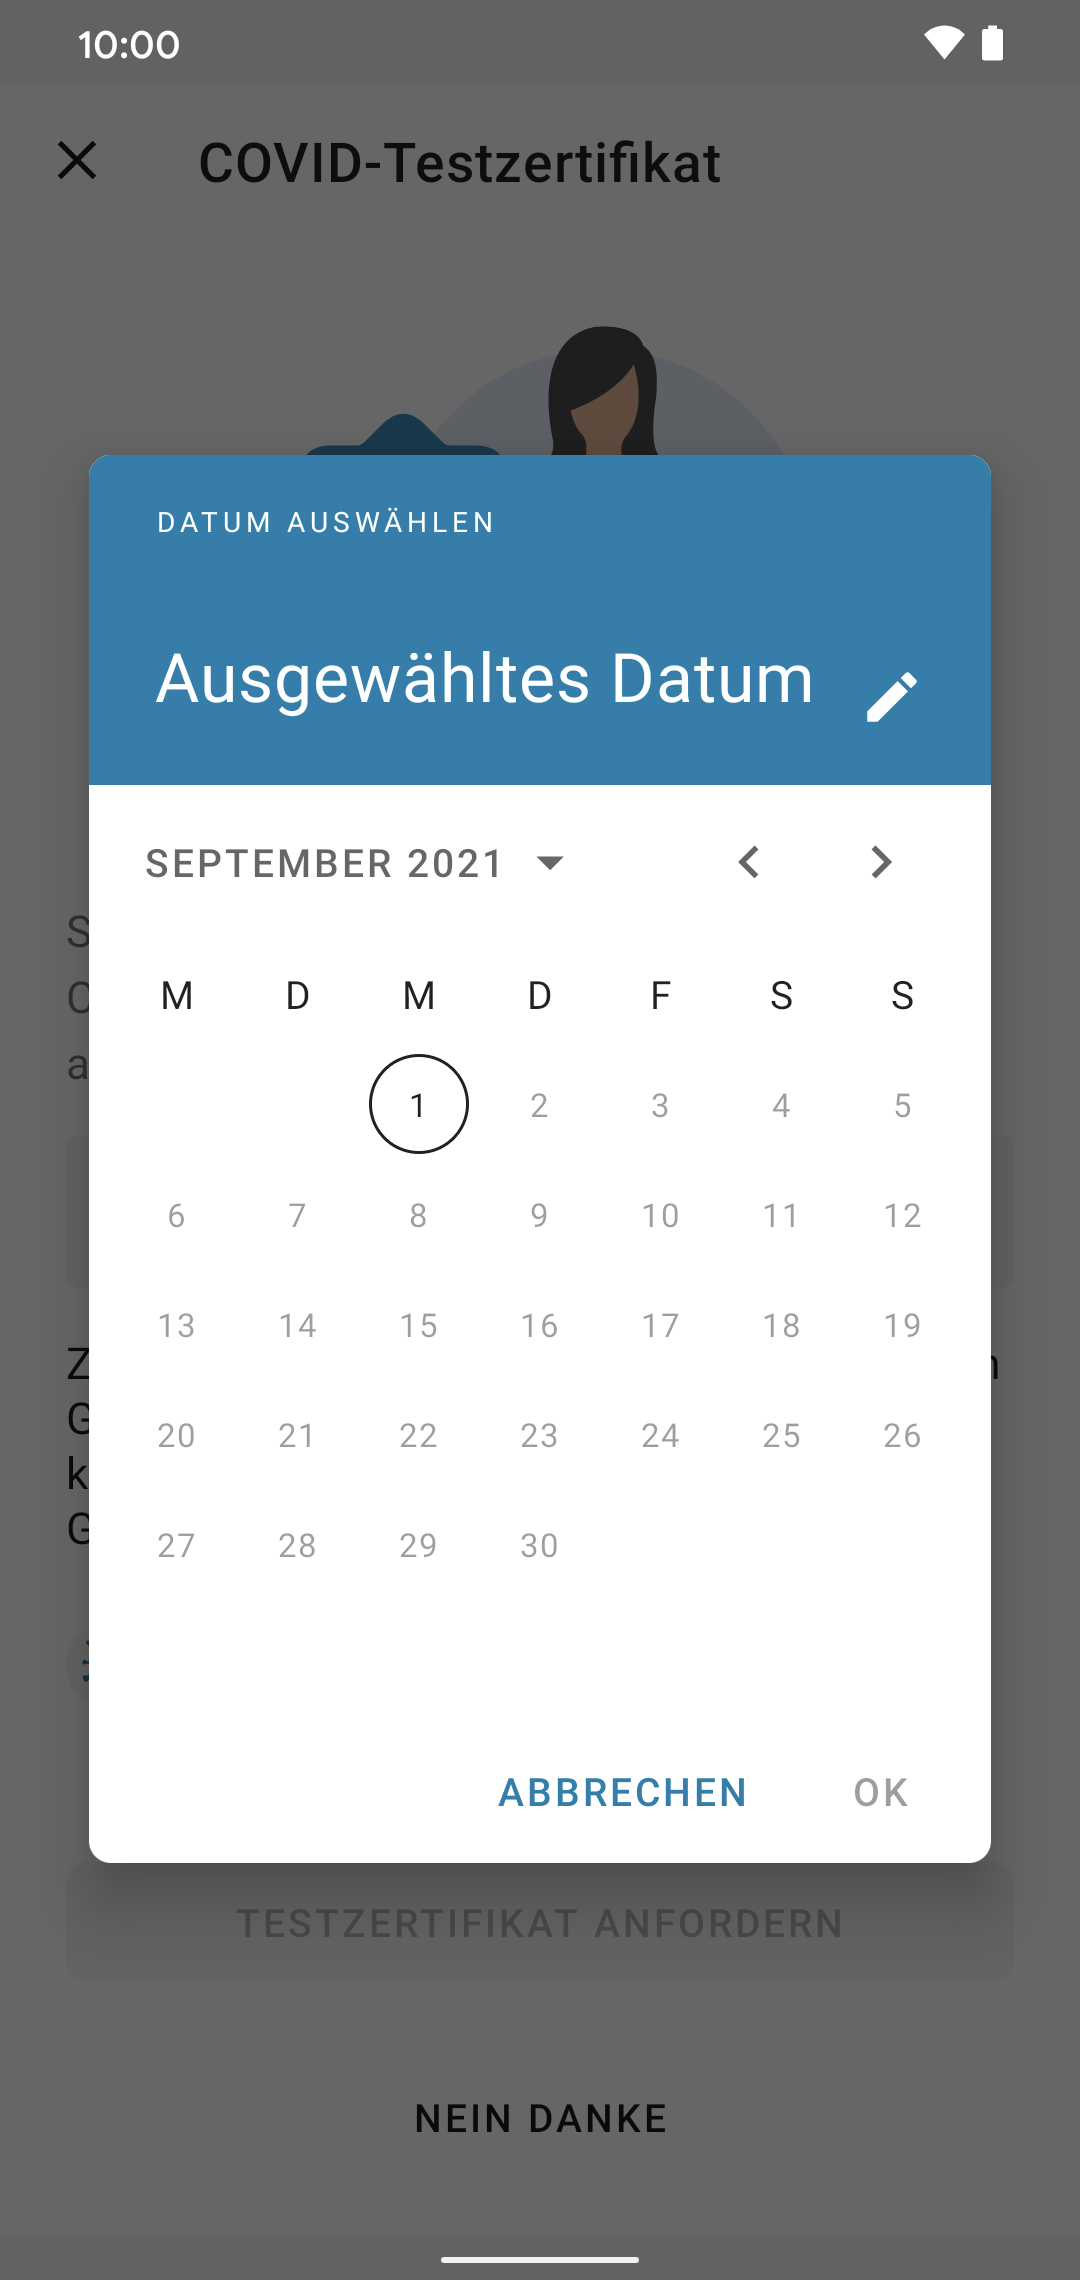 10:00
COVID-Testzertifikat
DATUM AUSWÄHLEN
Ausgewähltes Datum
SEPTEMBER 2021
M D M D F S S
1 2 3 4 5
6 7 8 9 10 11 12
13 14 15 16 17 18 19
20 21 22 23 24 25 26
27 28 29 30
ABBRECHEN OK
TESTZERTIFIKAT ANFORDERN
NEIN DANKE